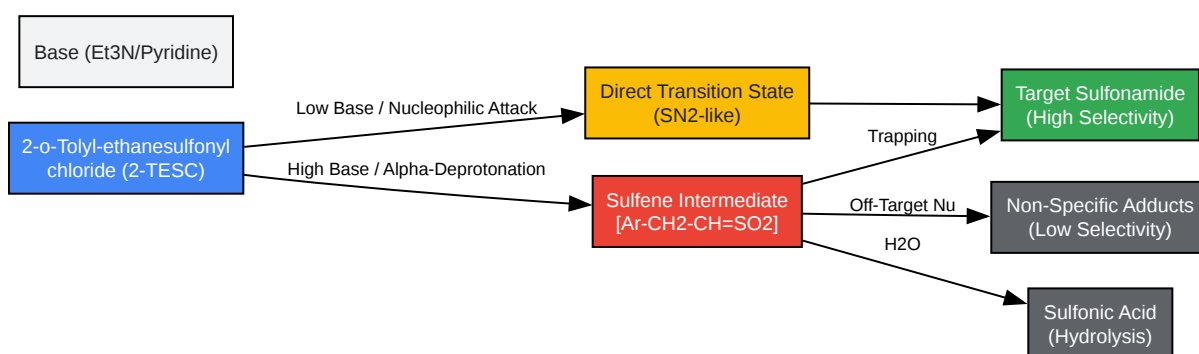 Base (Et3N/Pyridine)
2-o-Tolyl-ethanesulfonyl
chloride (2-TESC)
Low Base / Nucleophilic Attack
High Base / Alpha-Deprotonation
Direct Transition State
(SN2-like)
Sulfene Intermediate
[Ar-CH2-CH=SO2]
Trapping
Off-Target Nu
H2O
Target Sulfonamide
(High Selectivity)
Non-Specific Adducts
(Low Selectivity)
Sulfonic Acid
(Hydrolysis)